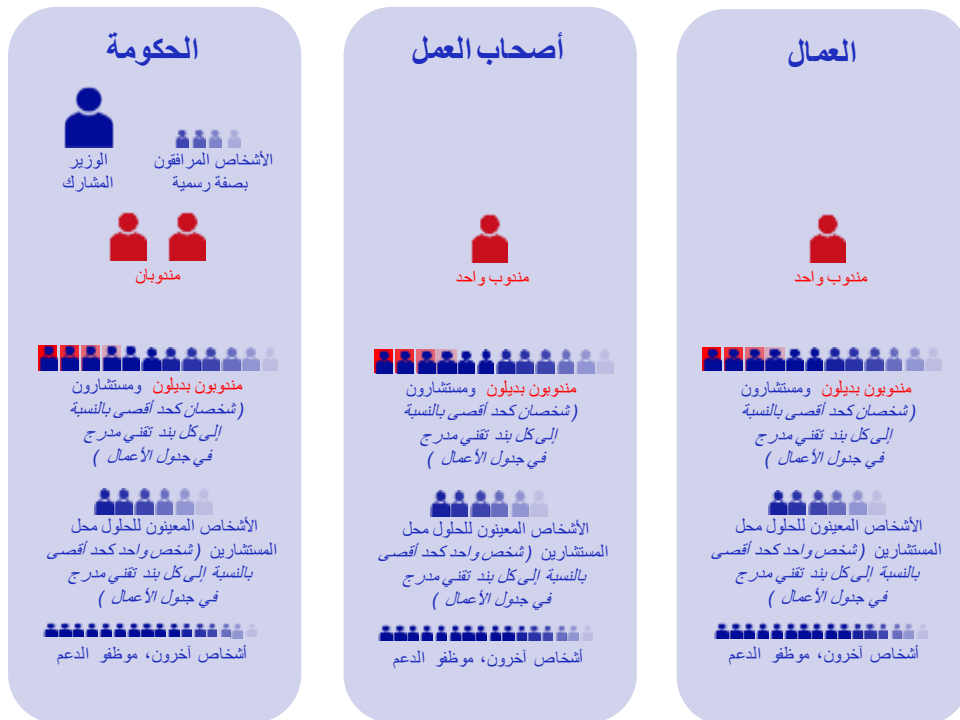 العمال
مندوب واحد
مندوبون بديلون ومستشارون
(شخصان كحد أقصى بالنسبة
إلى كل بند تقني مدرج
في جدول الأعمال )
الأشخاص المعينون للحلول محل
المستشارين (شخص واحد كحد أقصى
بالنسبة إلى كل بند تقني مدرج
في جدول الأعمال )
أشخاص آخرون، موظفو الدعم
أصحاب العمل
مندوب واحد
مندوبون بديلون ومستشارون
(شخصان كحد أقصى بالنسبة
إلى كل بند تقني مدرج
في جدول الأعمال )
الأشخاص المعينون للحلول محل
المستشارين (شخص واحد كحد أقصى
بالنسبة إلى كل بند تقني مدرج
في جدول الأعمال )
أشخاص آخرون، موظفو الدعم
الحكومة
الأشخاص المرافقون
بصفة رسمية
الوزير
المشارك
مندوبان
مندوبون بديلون ومستشارون
(شخصان كحد أقصى بالنسبة
إلى كل بند تقني مدرج
في جدول الأعمال )
الأشخاص المعينون للحلول محل
المستشارين (شخص واحد كحد أقصى
بالنسبة إلى كل بند تقني مدرج
في جدول الأعمال )
أشخاص آخرون، موظفو الدعم